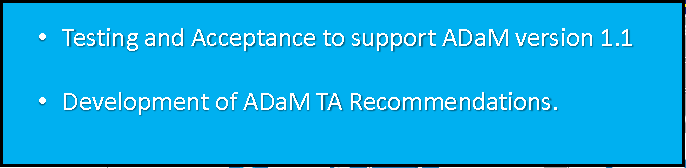 • Testing and Acceptance to support ADaM version 1.1
• Development of ADaM TA Recommendations.